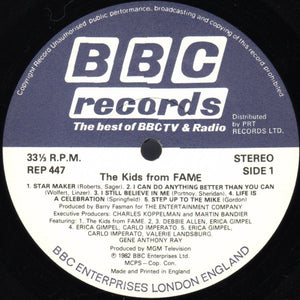 Copyright Record Unauthorised public performance, broadcasting and copying of this record prohibited
BBC
records
The best of BBC TV & Radio
Distributed
by PRT
RECORDS LTD.
33⅓ R.P.M.
STEREO
REP 447
The Kids from FAME
SIDE 1
1. STAR MAKER (Roberts, Sager) 2. I CAN DO ANYTHING BETTER THAN YOU CAN
(Wolfert, Linzer) 3. I STILL BELIEVE IN ME (Portnoy, Sheridan) 4. LIFE IS
A CELEBRATION (Springfield) 5. STEP UP TO THE MIKE (Gordon)
Produced by Barry Fasman for THE ENTERTAINMENT COMPANY
Executive Producers: CHARLES KOPPELMAN and MARTIN BANDIER
Featuring: 1. The Kids from FAME 2. DEBBIE ALLEN, ERICA GIMPEL 3. ERICA
GIMPEL, CARLO IMPERATO 4. ERICA GIMPEL,
CARLO IMPERATO, VALERIE LANDSBURG,
GENE ANTHONY RAY
Produced by MGM Television
℗ 1982 BBC Enterprises Ltd.
MCPS - Cop. Con.
Made and Printed in England
BBC ENTERPRISES LONDON ENGLAND